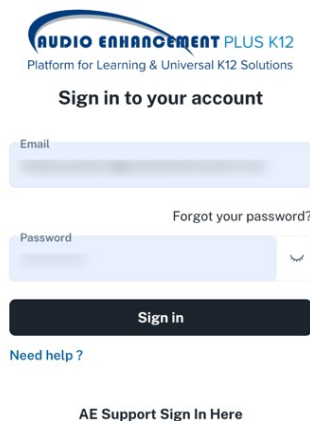 AUDIO ENHANCEMENT PLUS K12
Platform for Learning & Universal K12 Solutions
Sign in to your account
Email
Forgot your password?
Password
Sign in
Need help ?
AE Support Sign In Here